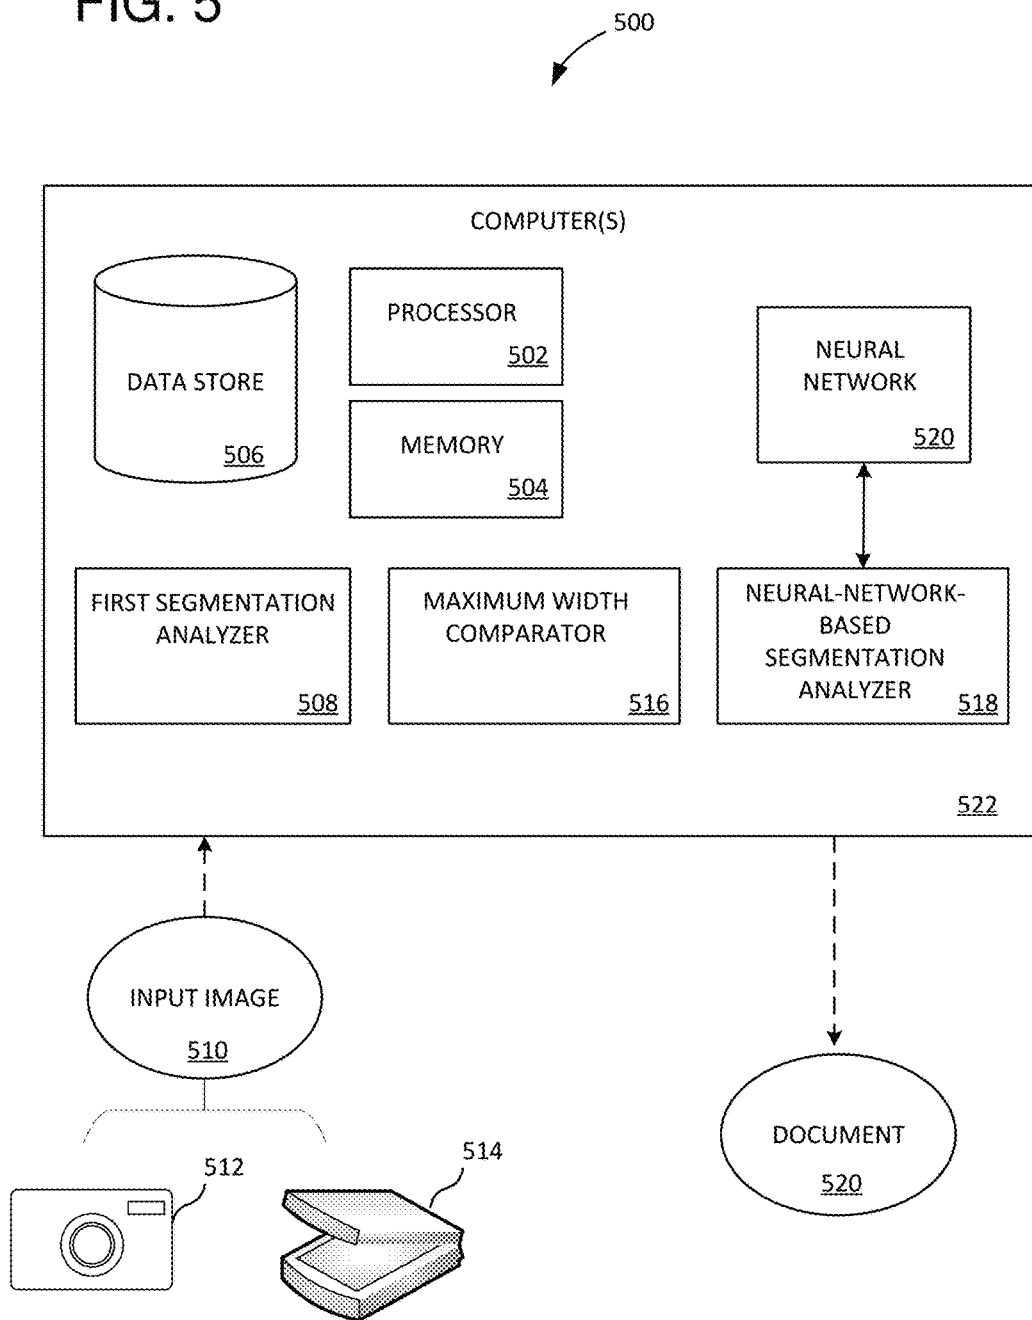 FIG. 5
500
COMPUTER(S)
DATA STORE
506
PROCESSOR
502
MEMORY
504
NEURAL
NETWORK
520
FIRST SEGMENTATION
ANALYZER
508
MAXIMUM WIDTH
COMPARATOR
516
NEURAL-NETWORK-
BASED
SEGMENTATION
ANALYZER
518
522
INPUT IMAGE
510
512
514
DOCUMENT
520